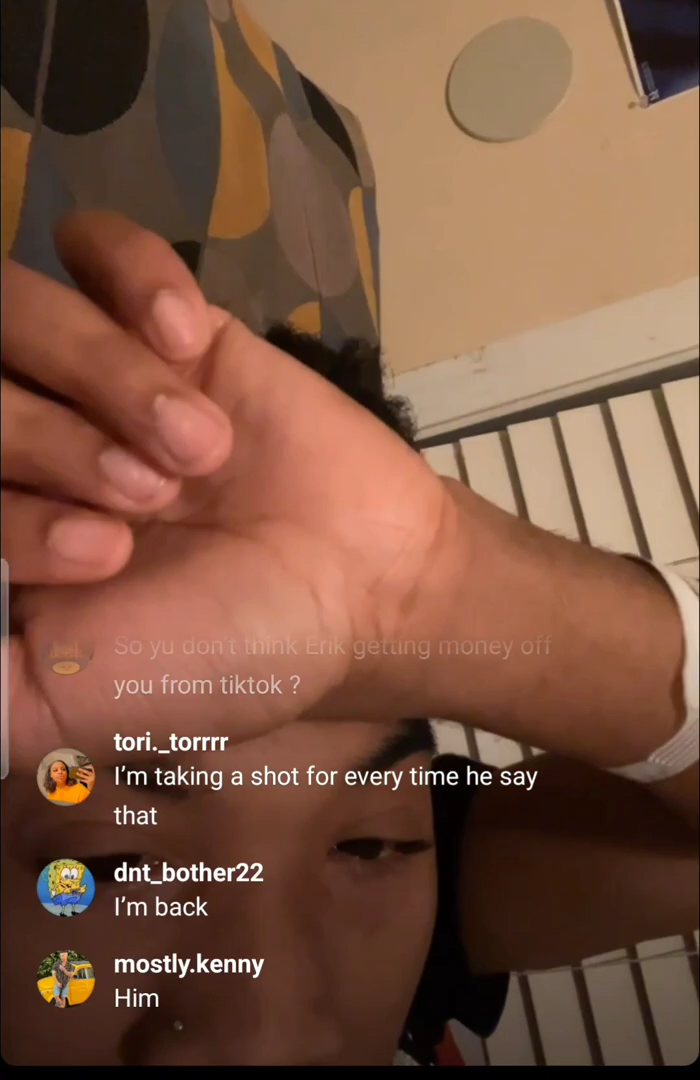 So yu don't think Erik getting money off
you from tiktok ?
tori._torrrr
I'm taking a shot for every time he say
that
dnt_bother22
I'm back
mostly.kenny
Him